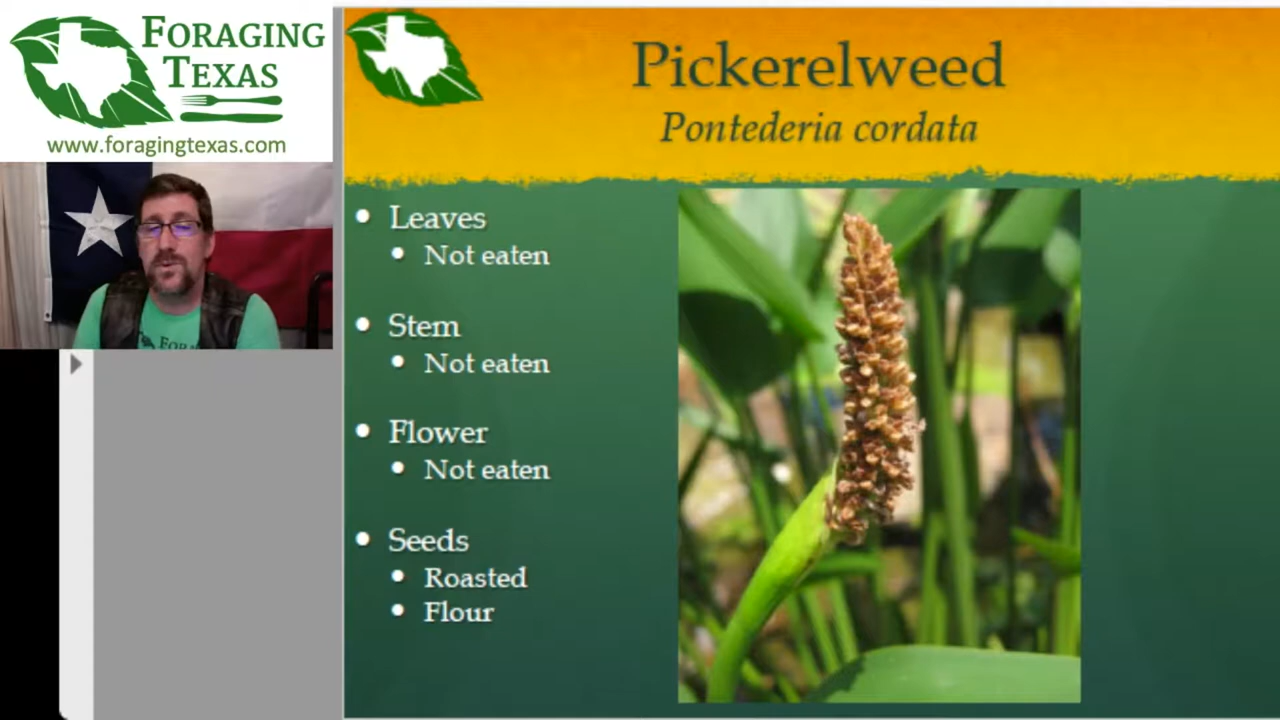 FORAGING
TEXAS
www.foragingtexas.com
Pickerelweed
Pontederia cordata
Leaves
Not eaten
Stem
Not eaten
Flower
Not eaten
Seeds
Roasted
Flour